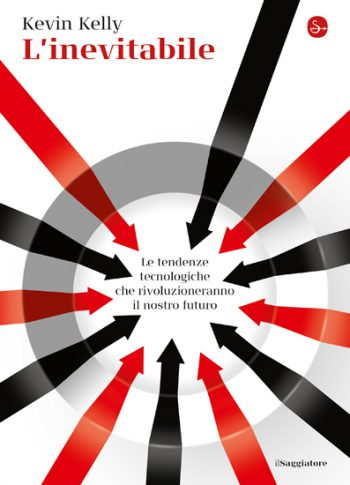 Kevin Kelly
L'inevitabile
Le tendenze
tecnologiche
che rivoluzioneranno
il nostro futuro
ilSaggiatore